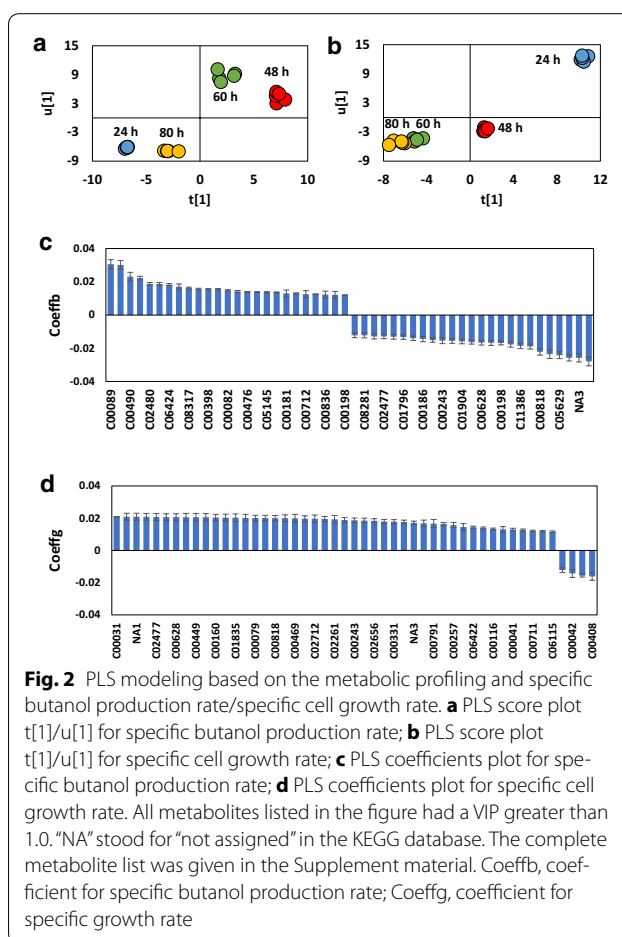 a
b
15
9
3
-3
-9
u[1]
60 h
48 h
24 h
80 h
-10 -5 0 5 10
t[1]
15
9
3
-3
-9
u[1]
24 h
80 h 60 h
48 h
-8 -4 0 4 8 12
t[1]
c
0.04
0.02
0
-0.02
-0.04
Coeffb
C00089 C00490 C02480 C06424 C08317 C00398 C00082 C00476 C05145 C00181 C00712 C00836 C00198 C08281 C02477 C01796 C00186 C00243 C01904 C00628 C00198 C11386 C00818 C05629 NA3
d
0.04
0.02
0
-0.02
-0.04
Coeffg
C00031 NA1 C02477 C00628 C00449 C00160 C01835 C00079 C00818 C00469 C02712 C02261 C00243 C02656 C00331 NA3 C00791 C00257 C06422 C00116 C00041 C00711 C06115 C00042 C00408
Fig. 2 PLS modeling based on the metabolic profiling and specific
butanol production rate/specific cell growth rate. a PLS score plot
t[1]/u[1] for specific butanol production rate; b PLS score plot
t[1]/u[1] for specific cell growth rate; c PLS coefficients plot for spe-
cific butanol production rate; d PLS coefficients plot for specific cell
growth rate. All metabolites listed in the figure had a VIP greater than
1.0. “NA” stood for “not assigned” in the KEGG database. The complete
metabolite list was given in the Supplement material. Coeffb, coef-
ficient for specific butanol production rate; Coeffg, coefficient for
specific growth rate